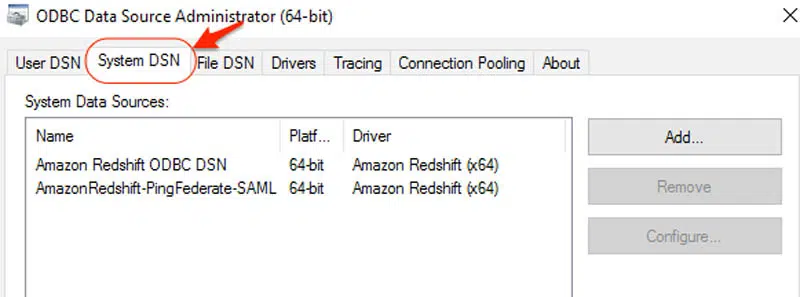 ODBC Data Source Administrator (64-bit)
User DSN System DSN File DSN Drivers Tracing Connection Pooling About
System Data Sources:
Name Platf... Driver
Amazon Redshift ODBC DSN 64-bit Amazon Redshift (x64)
AmazonRedshift-PingFederate-SAML 64-bit Amazon Redshift (x64)
Add...
Remove
Configure...